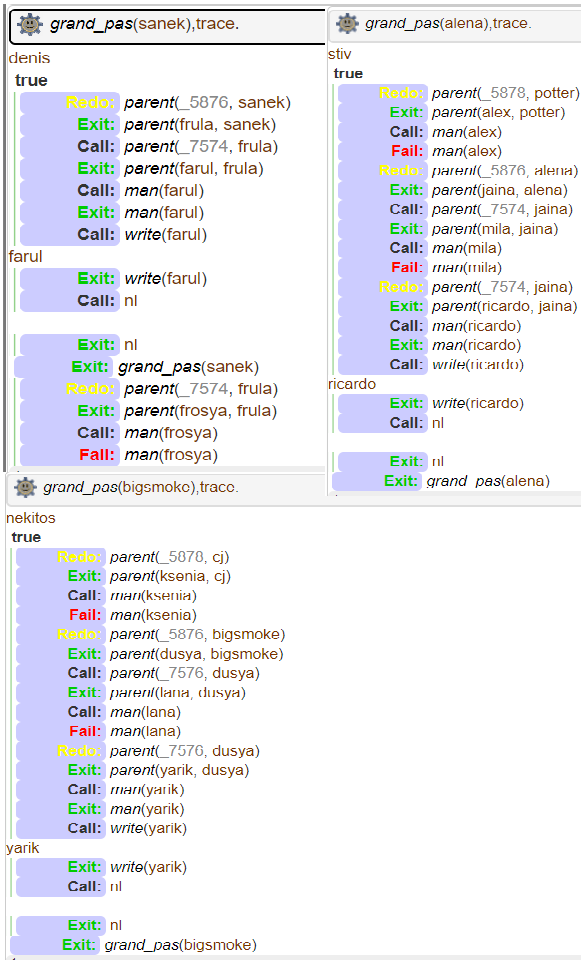 grand_pas(sanek),trace.
denis
true
Redo: parent(_5876, sanek)
Exit: parent(frula, sanek)
Call: parent(_7574, frula)
Exit: parent(farul, frula)
Call: man(farul)
Exit: man(farul)
Call: write(farul)
farul
Exit: write(farul)
Call: nl
Exit: nl
Exit: grand_pas(sanek)
Redo: parent(_7574, frula)
Exit: parent(frosya, frula)
Call: man(frosya)
Fail: man(frosya)
grand_pas(alena),trace.
stiv
true
Redo: parent(_5878, potter)
Exit: parent(alex, potter)
Call: man(alex)
Fail: man(alex)
Redo: parent(_5876, alena)
Exit: parent(jaina, alena)
Call: parent(_7574, jaina)
Exit: parent(mila, jaina)
Call: man(mila)
Fail: man(mila)
Redo: parent(_7574, jaina)
Exit: parent(ricardo, jaina)
Call: man(ricardo)
Exit: man(ricardo)
Call: write(ricardo)
ricardo
Exit: write(ricardo)
Call: nl
Exit: nl
Exit: grand_pas(alena)
grand_pas(bigsmoke),trace.
nekitos
true
Redo: parent(_5878, cj)
Exit: parent(ksenia, cj)
Call: man(ksenia)
Fail: man(ksenia)
Redo: parent(_5876, bigsmoke)
Exit: parent(dusya, bigsmoke)
Call: parent(_7576, dusya)
Exit: parent(lana, dusya)
Call: man(lana)
Fail: man(lana)
Redo: parent(_7576, dusya)
Exit: parent(yarik, dusya)
Call: man(yarik)
Exit: man(yarik)
Call: write(yarik)
yarik
Exit: write(yarik)
Call: nl
Exit: nl
Exit: grand_pas(bigsmoke)